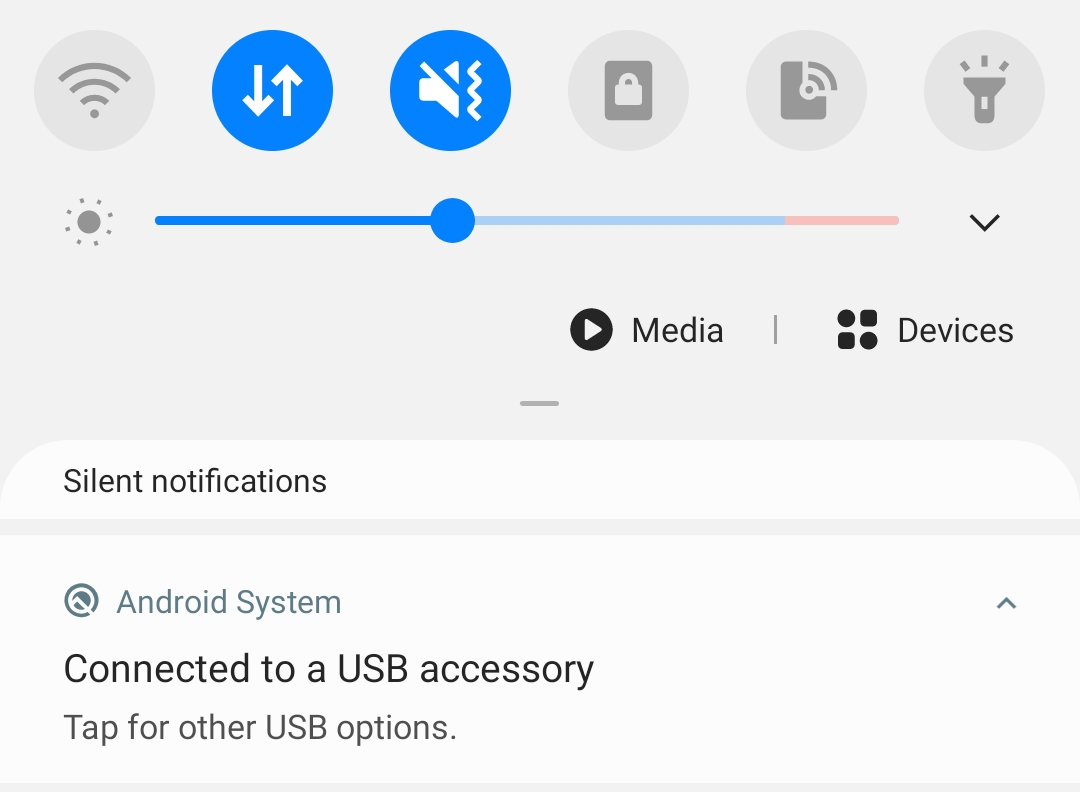 Media | Devices
Silent notifications
Android System
Connected to a USB accessory
Tap for other USB options.